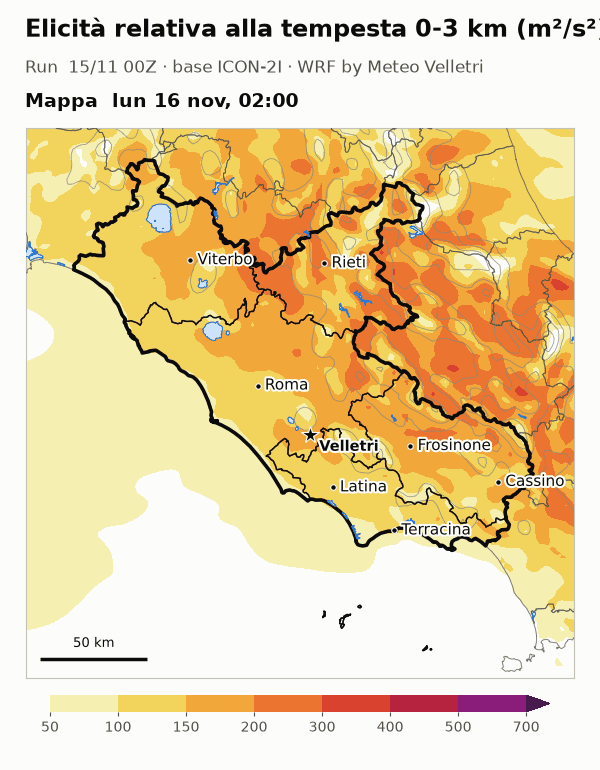 Elicità relativa alla tempesta 0-3 km (m²/s²)
Run 15/11 00Z · base ICON-2I · WRF by Meteo Velletri
Mappa lun 16 nov, 02:00
Viterbo
Rieti
Roma
Velletri
Frosinone
Cassino
Latina
Terracina
50 km
50 100 150 200 300 400 500 700